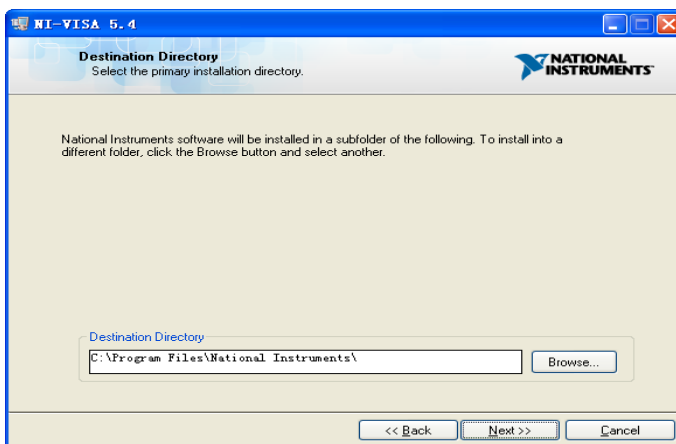 NI-VISA 5.4
Destination Directory
Select the primary installation directory.
NATIONAL
INSTRUMENTS
National Instruments software will be installed in a subfolder of the following. To install into a
different folder, click the Browse button and select another.
Destination Directory
C:\Program Files\National Instruments\
Browse...
<< Back
Next >>
Cancel